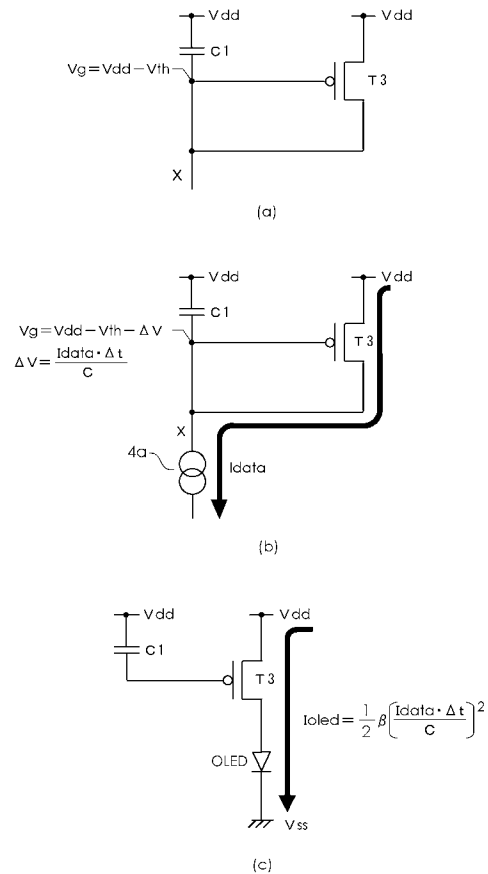 Vdd
Vdd
C1
Vg=Vdd-Vth
T3
X
(a)
Vdd
Vdd
C1
Vg=Vdd-Vth-ΔV
T3
ΔV=Idata・Δt/C
X
4a
Idata
(b)
Vdd
Vdd
C1
T3
Ioled=1/2 β(Idata・Δt/C)²
OLED
Vss
(c)